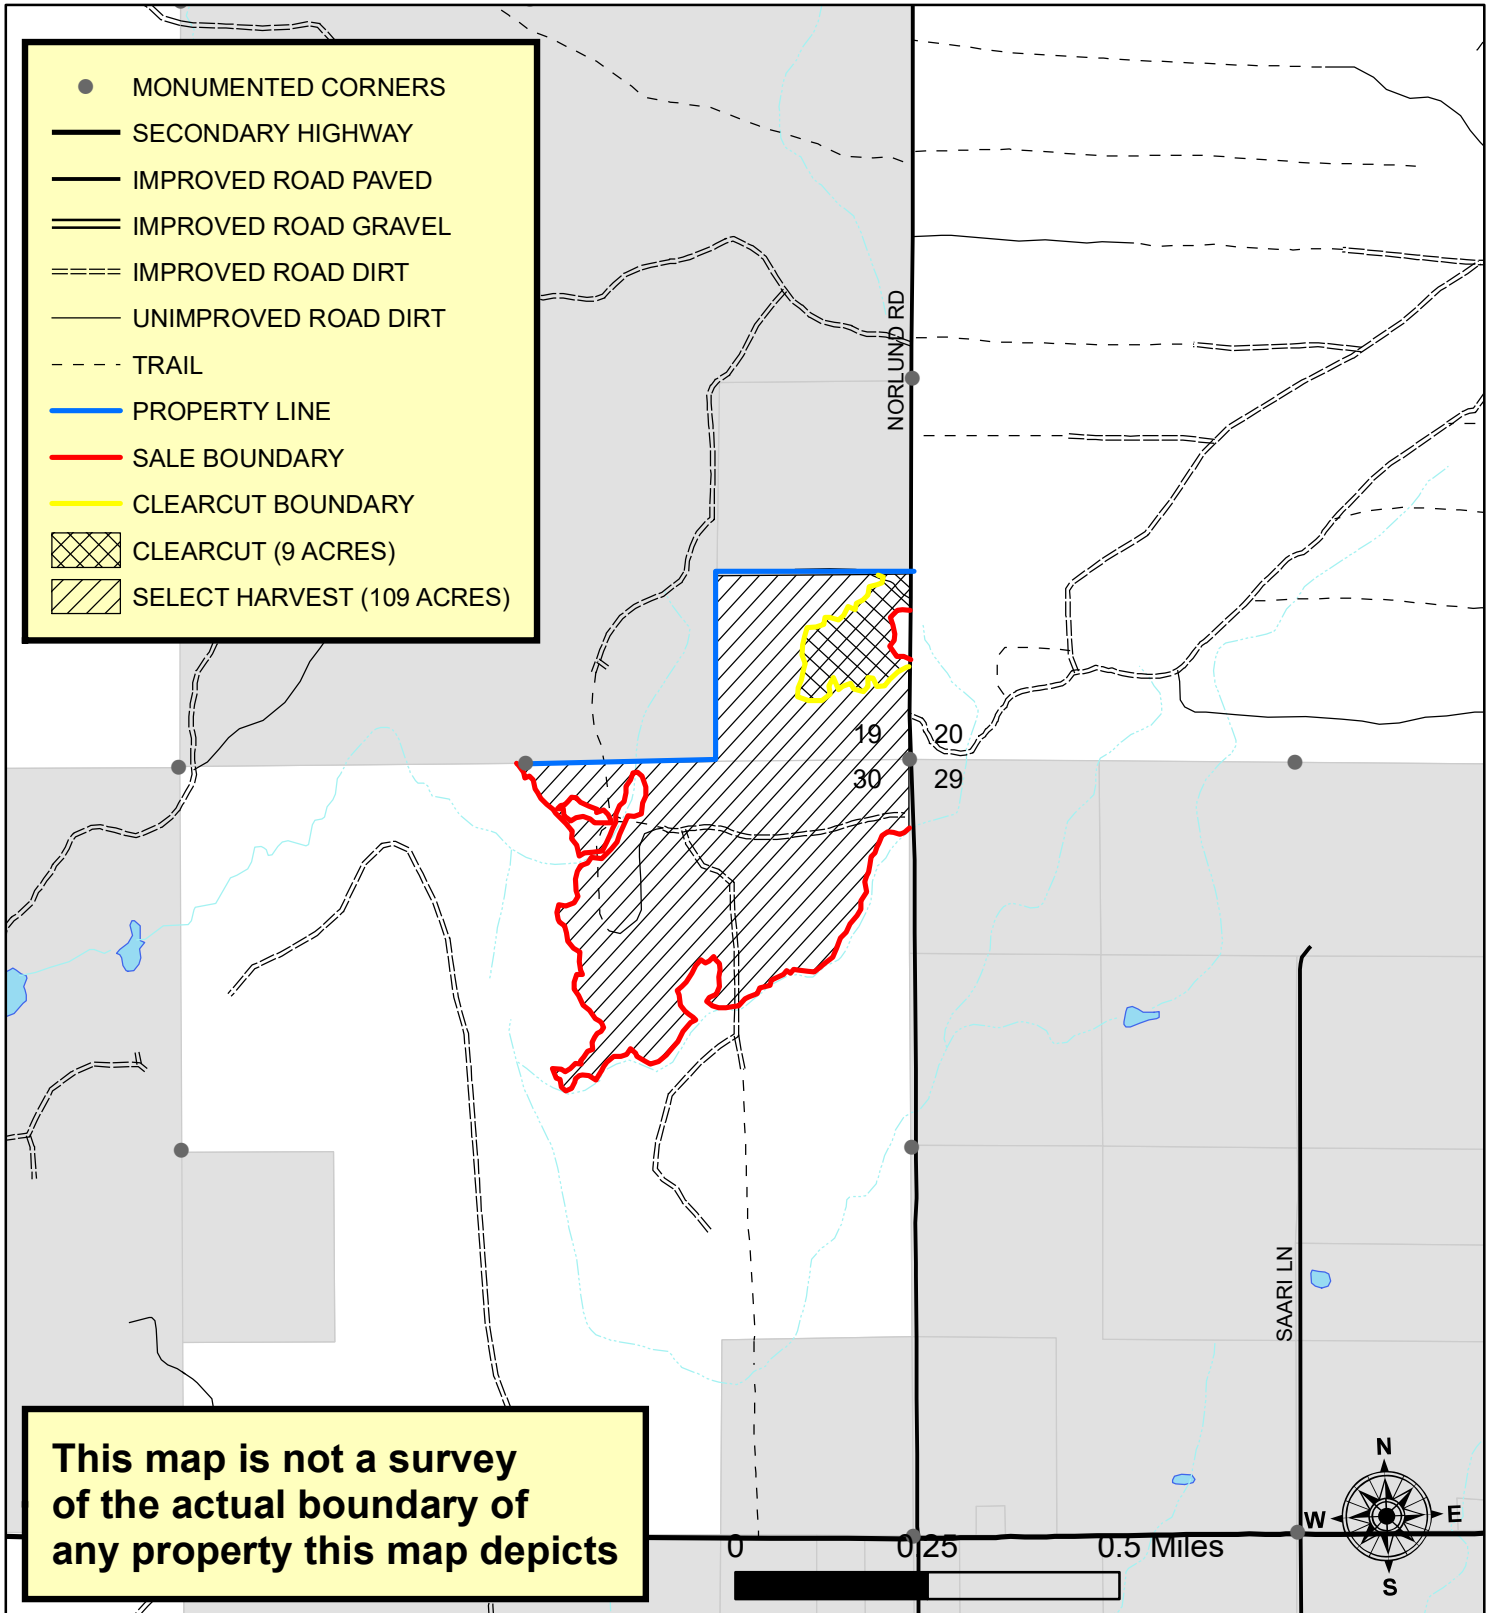 MONUMENTED CORNERS
SECONDARY HIGHWAY
IMPROVED ROAD PAVED
IMPROVED ROAD GRAVEL
IMPROVED ROAD DIRT
UNIMPROVED ROAD DIRT
TRAIL
PROPERTY LINE
SALE BOUNDARY
CLEARCUT BOUNDARY
CLEARCUT (9 ACRES)
SELECT HARVEST (109 ACRES)
NORLUND RD
19 20
30 29
SAARI LN
This map is not a survey
of the actual boundary of
any property this map depicts
0 0.25 0.5 Miles
N
W E
S